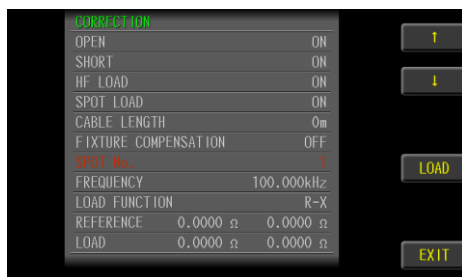 CORRECTION
OPEN ON
SHORT ON
HF LOAD ON
SPOT LOAD ON
CABLE LENGTH 0m
FIXTURE COMPENSATION OFF
SPOT No. 1
FREQUENCY 100.000kHz
LOAD FUNCTION R-X
REFERENCE 0.0000 Ω 0.0000 Ω
LOAD 0.0000 Ω 0.0000 Ω
↑
↓
LOAD
EXIT